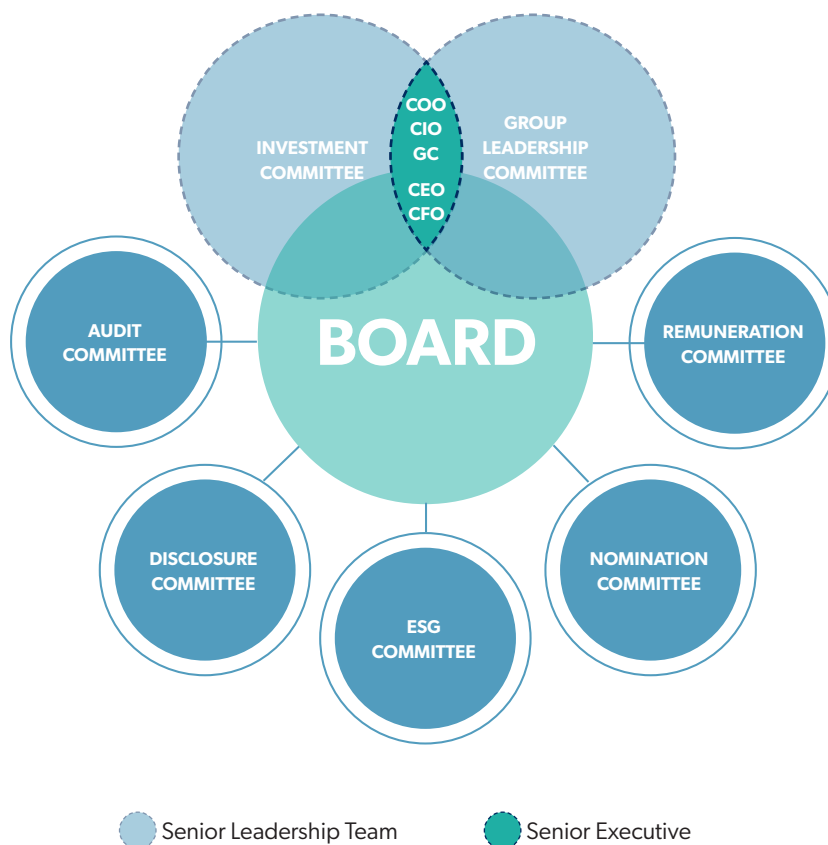 COO
CIO
GC
CEO
CFO
INVESTMENT
COMMITTEE
GROUP
LEADERSHIP
COMMITTEE
BOARD
AUDIT
COMMITTEE
REMUNERATION
COMMITTEE
DISCLOSURE
COMMITTEE
NOMINATION
COMMITTEE
ESG
COMMITTEE
Senior Leadership Team
Senior Executive